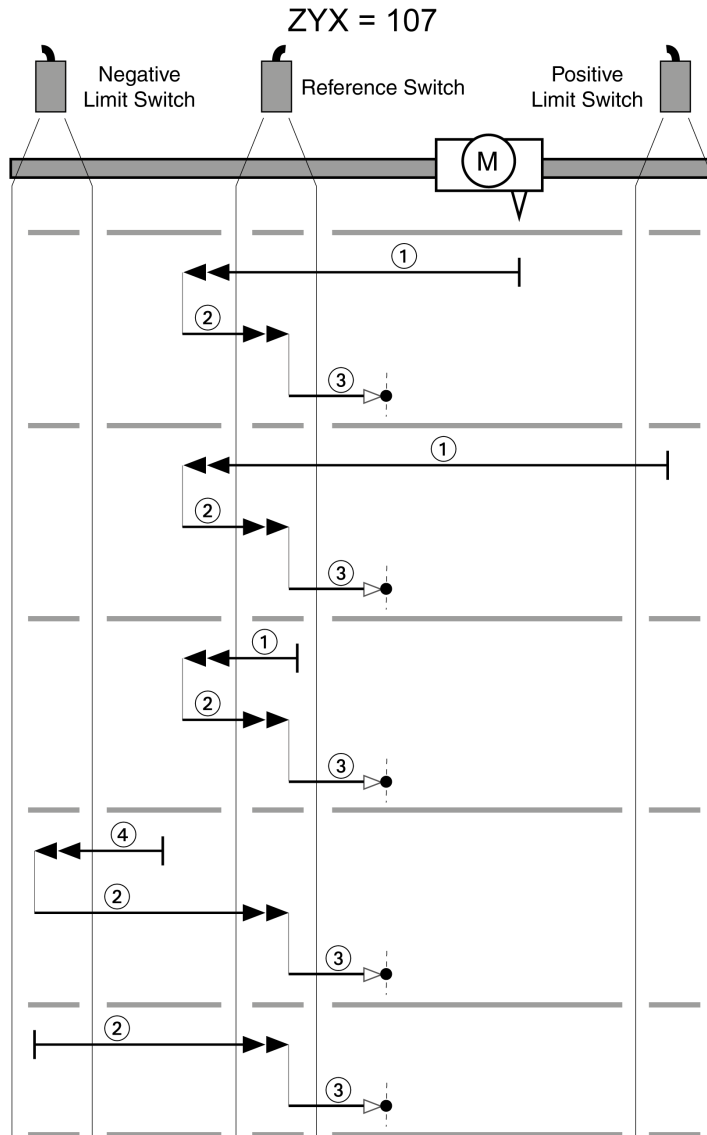 ZYX = 107
Negative
Limit Switch
Reference Switch
Positive
Limit Switch
M
1
2
3
1
2
3
1
2
3
4
2
3
2
3